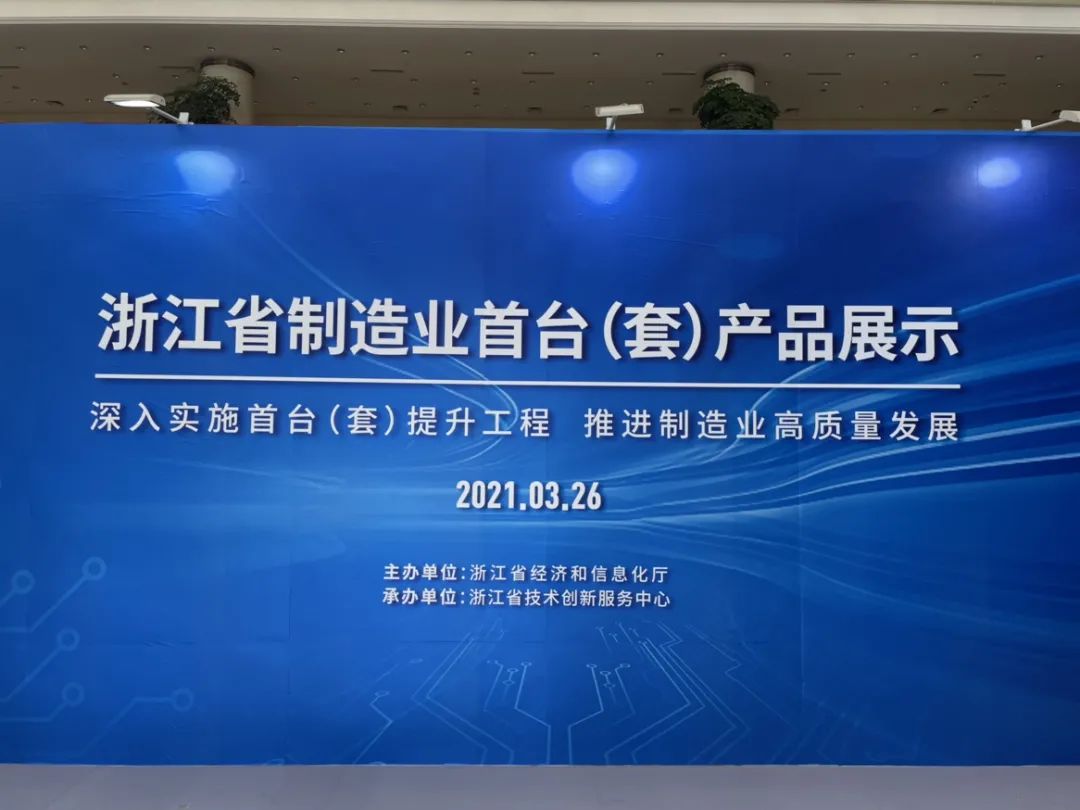 浙江省制造业首台（套）产品展示
深入实施首台（套）提升工程 推进制造业高质量发展
2021.03.26
主办单位：浙江省经济和信息化厅
承办单位：浙江省技术创新服务中心